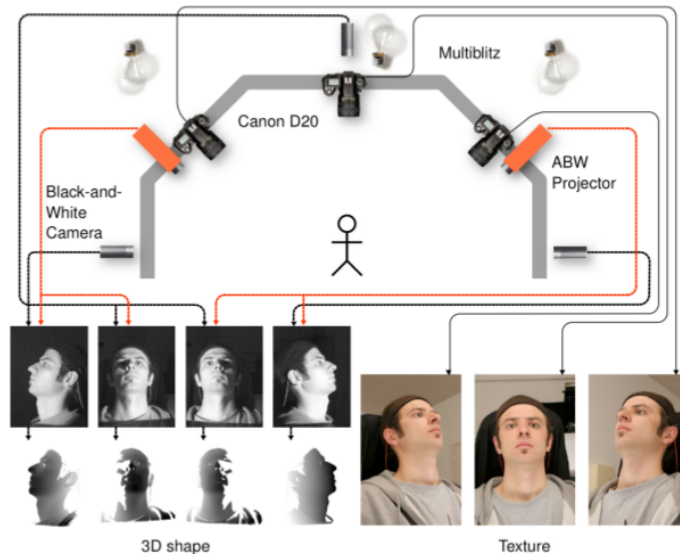 Multiblitz
Canon D20
ABW
Projector
Black-and-
White
Camera
3D shape
Texture